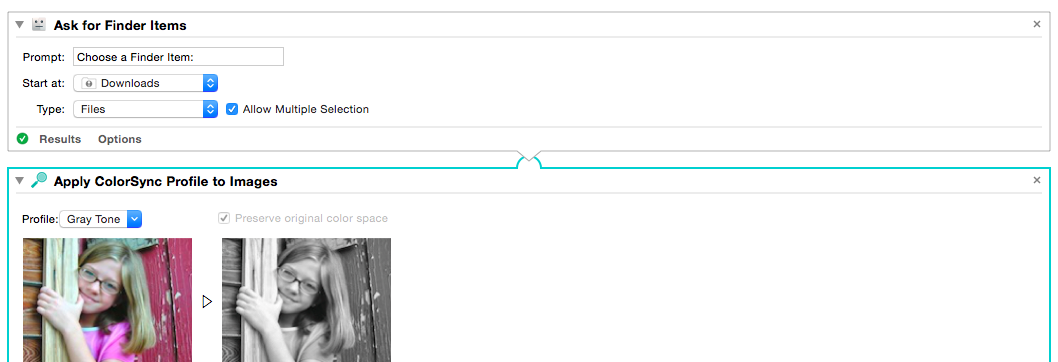 Ask for Finder Items
Prompt: Choose a Finder Item:
Start at: Downloads
Type: Files Allow Multiple Selection
Results Options
Apply ColorSync Profile to Images
Profile: Gray Tone Preserve original color space